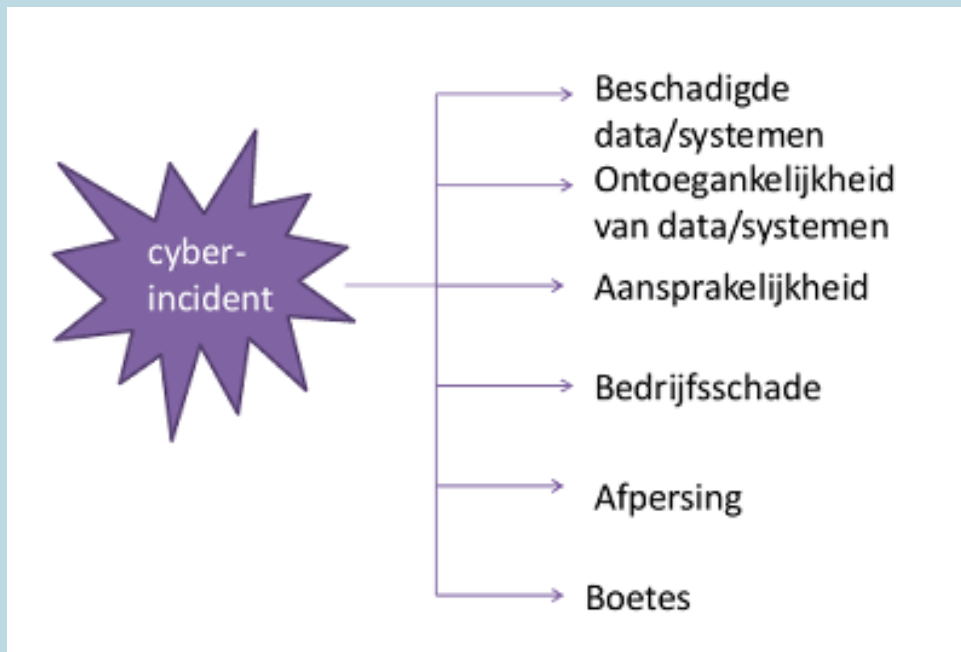 cyber-
incident
Beschadigde
data/systemen
Ontoegankelijkheid
van data/systemen
Aansprakelijkheid
Bedrijfsschade
Afpersing
Boetes